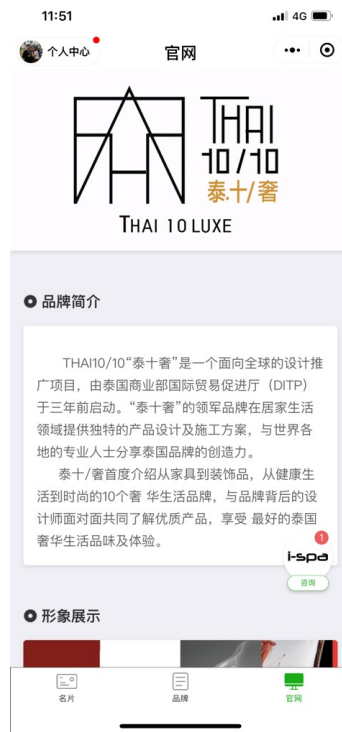 11:51
4G
个人中心
官网
THAI
10/10
泰十/奢
THAI 10 LUXE
品牌简介
THAI10/10“泰十奢”是一个面向全球的设计推
广项目，由泰国商业部国际贸易促进厅（DITP）
于三年前启动。“泰十奢”的领军品牌在居家生活
领域提供独特的产品设计及施工方案，与世界各
地的专业人士分享泰国品牌的创造力。
泰十/奢首度介绍从家具到装饰品，从健康生
活到时尚的10个奢 华生活品牌，与品牌背后的设
计师面对面共同了解优质产品，享受 最好的泰国
奢华生活品味及体验。
1
i-spa
咨询
形象展示
名片
品牌
官网